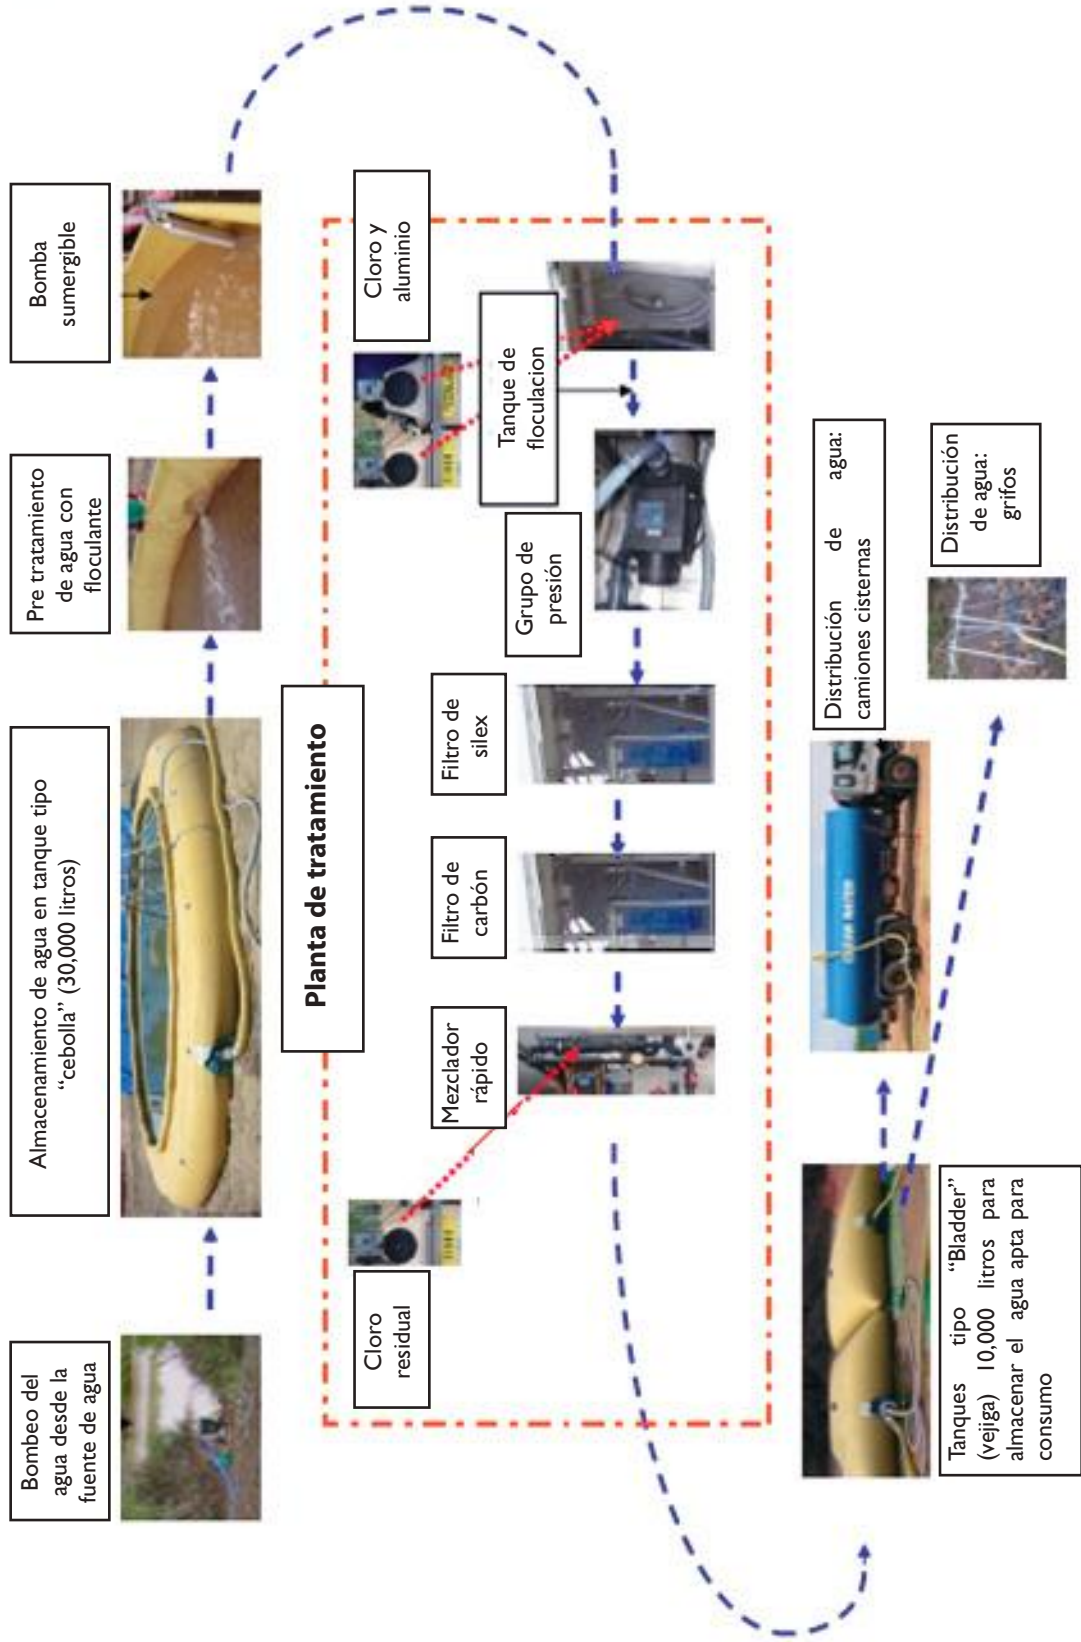 Bombeo del
agua desde la
fuente de agua
Almacenamiento de agua en tanque tipo
“cebolla” (30,000 litros)
Pre tratamiento
de agua con
floculante
Bomba
sumergible
Planta de tratamiento
Cloro
residual
Mezclador
rápido
Filtro de
carbón
Filtro de
silex
Grupo de
presión
Tanque de
floculacion
Cloro y
aluminio
Tanques tipo “Bladder”
(vejiga) 10,000 litros para
almacenar el agua apta para
consumo
CLEAN WATER
Distribución de agua:
camiones cisternas
Distribución
de agua:
grifos